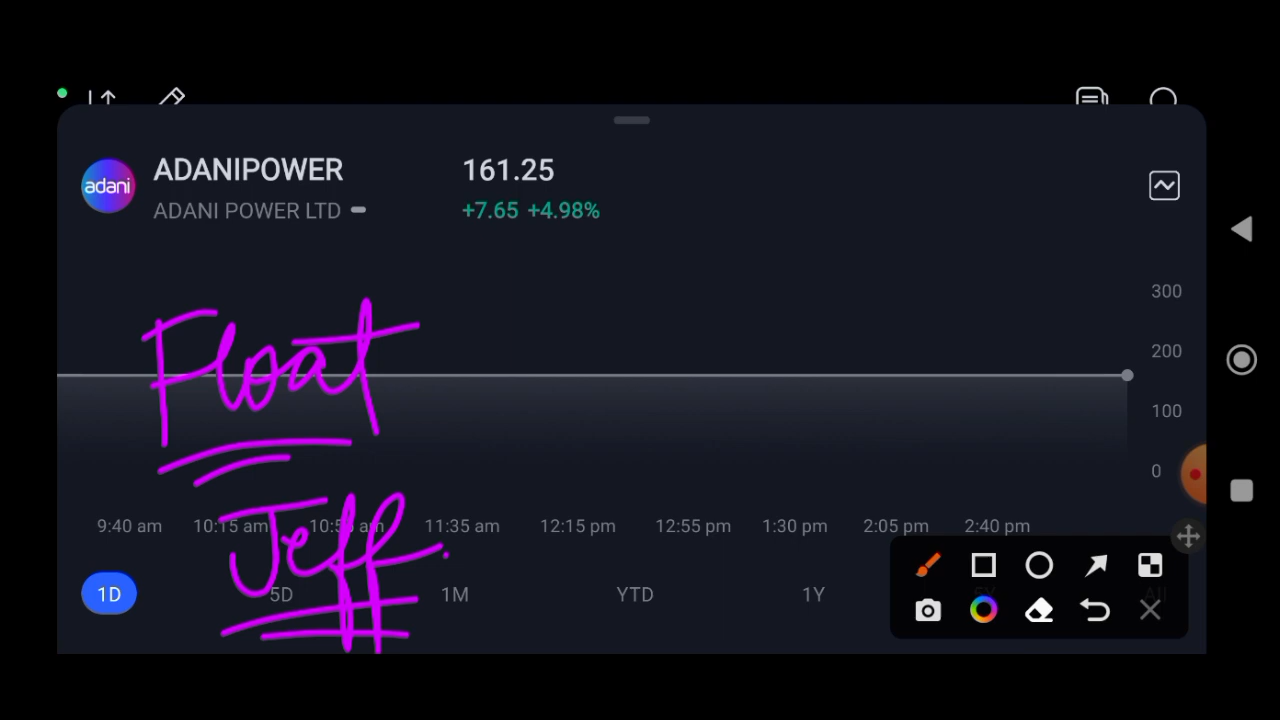 ADANIPOWER 161.25
adani
ADANI POWER LTD +7.65 +4.98%
300
Float
200
100
0
Jeff.
9:40 am 10:15 am 10:55 am 11:35 am 12:15 pm 12:55 pm 1:30 pm 2:05 pm 2:40 pm
1D 5D 1M YTD 1Y 5Y All